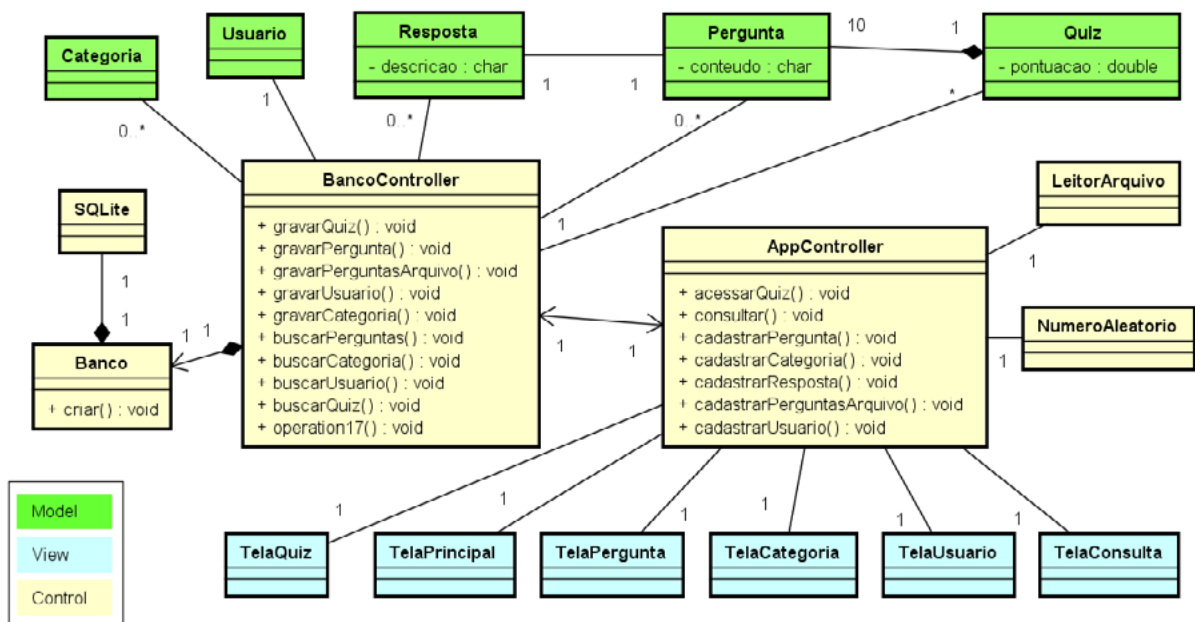 Categoria
Usuario
Resposta
- descricao : char
Pergunta
- conteudo : char
Quiz
- pontuacao : double
10
1
1
1
1
0..*
0..*
0..*
*
BancoController
+ gravarQuiz() : void
+ gravarPergunta() : void
+ gravarPerguntasArquivo() : void
+ gravarUsuario() : void
+ gravarCategoria() : void
+ buscarPerguntas() : void
+ buscarCategoria() : void
+ buscarUsuario() : void
+ buscarQuiz() : void
+ operation17() : void
1
SQLite
1
1
Banco
+ criar() : void
1
1
LeitorArquivo
1
AppController
+ acessarQuiz() : void
+ consultar() : void
+ cadastrarPergunta() : void
+ cadastrarCategoria() : void
+ cadastrarResposta() : void
+ cadastrarPerguntasArquivo() : void
+ cadastrarUsuario() : void
1
1
NumeroAleatorio
1
1
1
1
1
1
1
TelaQuiz
TelaPrincipal
TelaPergunta
TelaCategoria
TelaUsuario
TelaConsulta
Model
View
Control